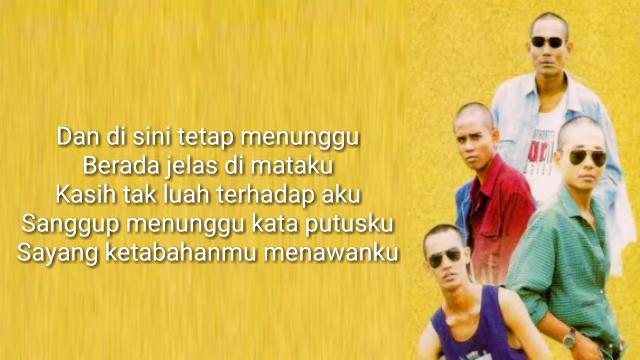 Dan di sini tetap menunggu
Berada jelas di mataku
Kasih tak luah terhadap aku
Sanggup menunggu kata putusku
Sayang ketabahanmu menawanku